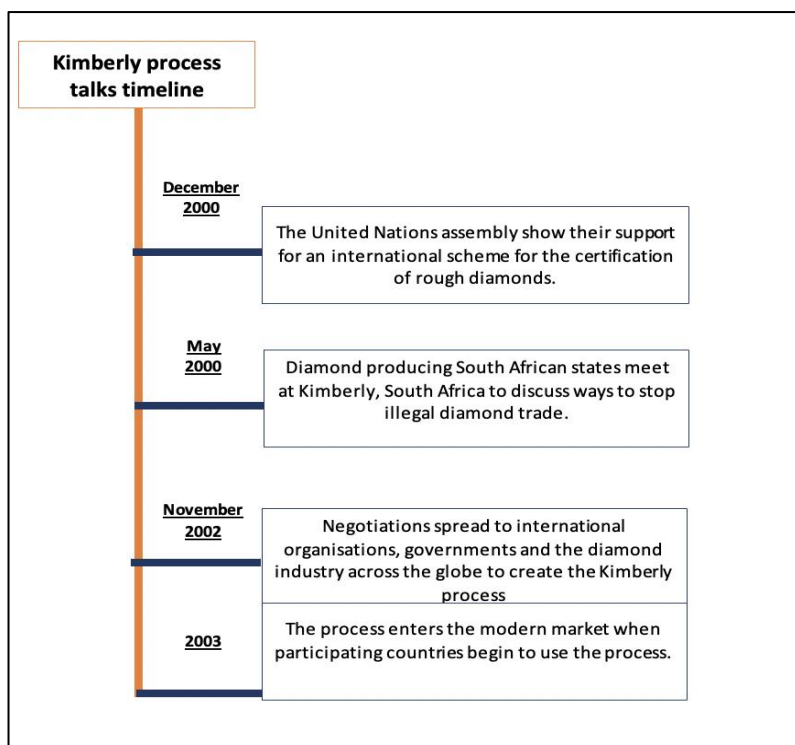 Kimberly process
talks timeline
December
2000
The United Nations assembly show their support
for an international scheme for the certification
of rough diamonds.
May
2000
Diamond producing South African states meet
at Kimberly, South Africa to discuss ways to stop
illegal diamond trade.
November
2002
Negotiations spread to international
organisations, governments and the diamond
industry across the globe to create the Kimberly
process
2003
The process enters the modern market when
participating countries begin to use the process.